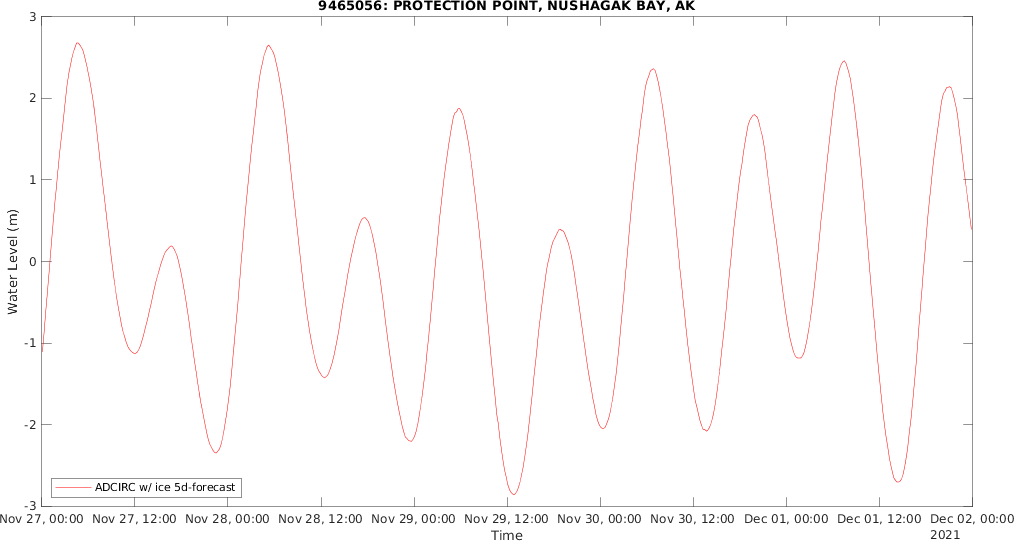 9465056: PROTECTION POINT, NUSHAGAK BAY, AK
3
2
1
0
-1
-2
-3
Water Level (m)
ADCIRC w/ ice 5d-forecast
Nov 27, 00:00 Nov 27, 12:00 Nov 28, 00:00 Nov 28, 12:00 Nov 29, 00:00 Nov 29, 12:00 Nov 30, 00:00 Nov 30, 12:00 Dec 01, 00:00 Dec 01, 12:00 Dec 02, 00:00
Time
2021